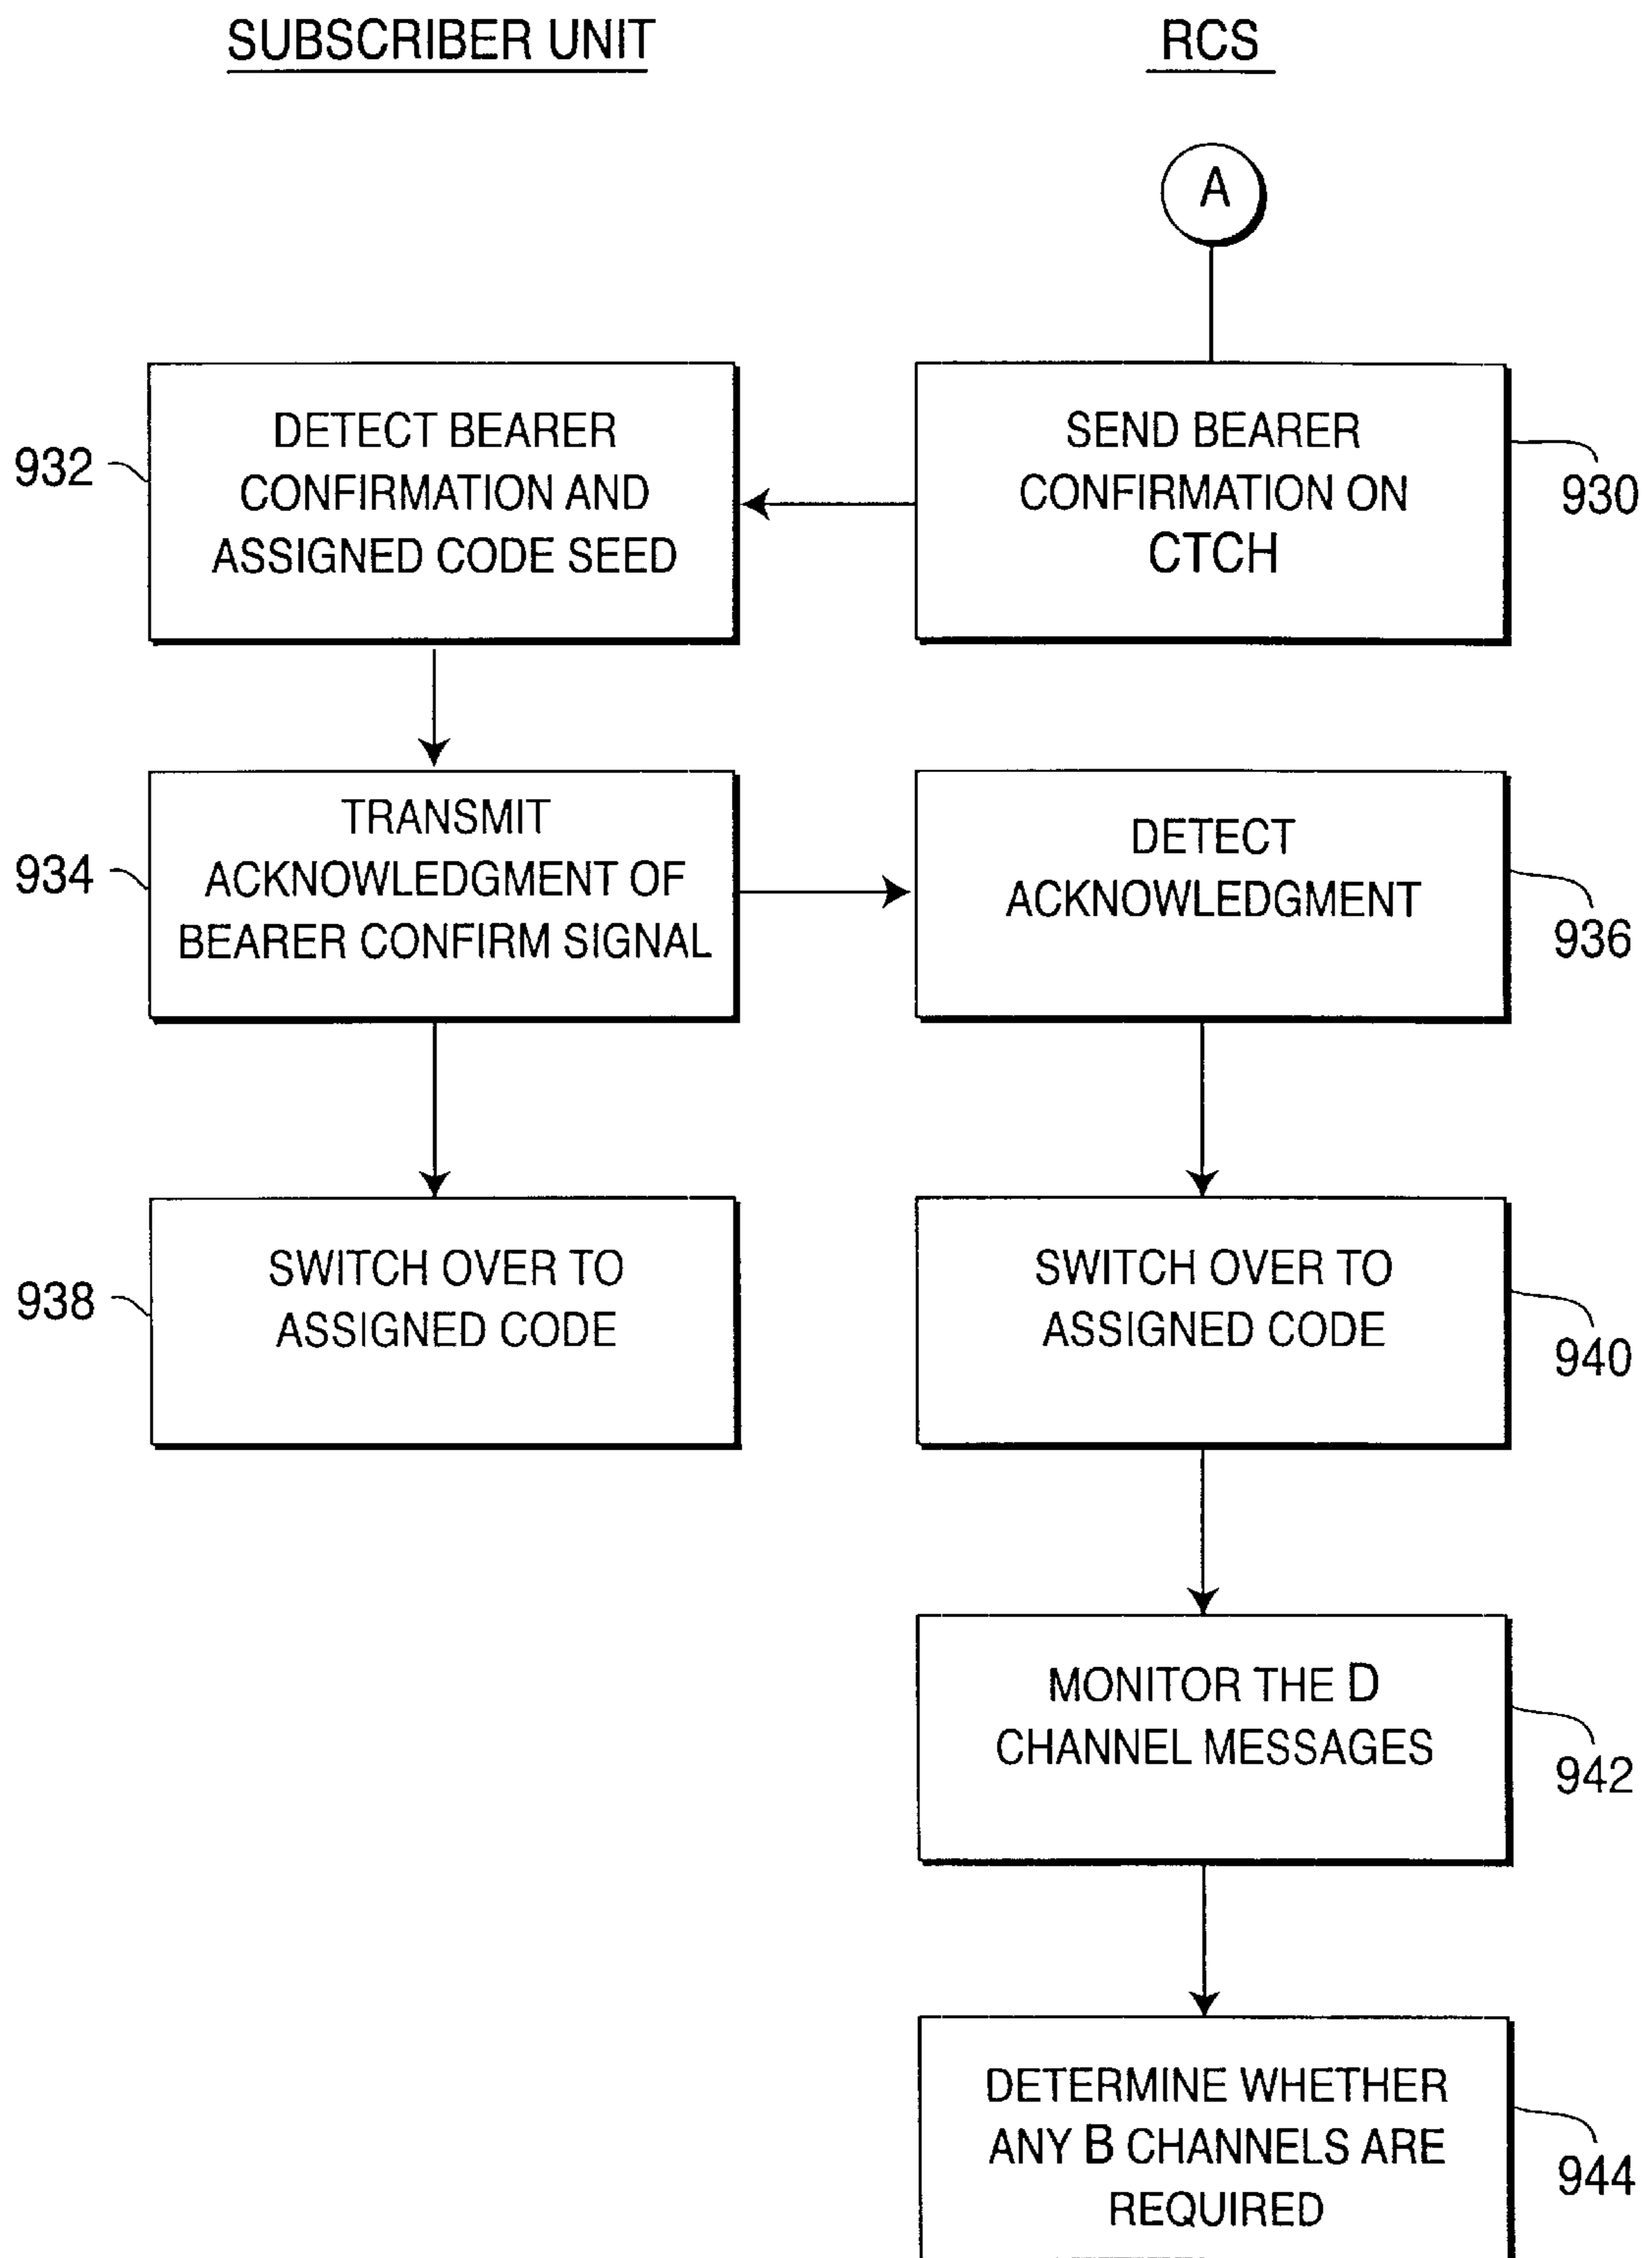 SUBSCRIBER UNIT
RCS
A
932
DETECT BEARER
CONFIRMATION AND
ASSIGNED CODE SEED
SEND BEARER
CONFIRMATION ON
CTCH
930
934
TRANSMIT
ACKNOWLEDGMENT OF
BEARER CONFIRM SIGNAL
DETECT
ACKNOWLEDGMENT
936
938
SWITCH OVER TO
ASSIGNED CODE
SWITCH OVER TO
ASSIGNED CODE
940
MONITOR THE D
CHANNEL MESSAGES
942
DETERMINE WHETHER
ANY B CHANNELS ARE
REQUIRED
944